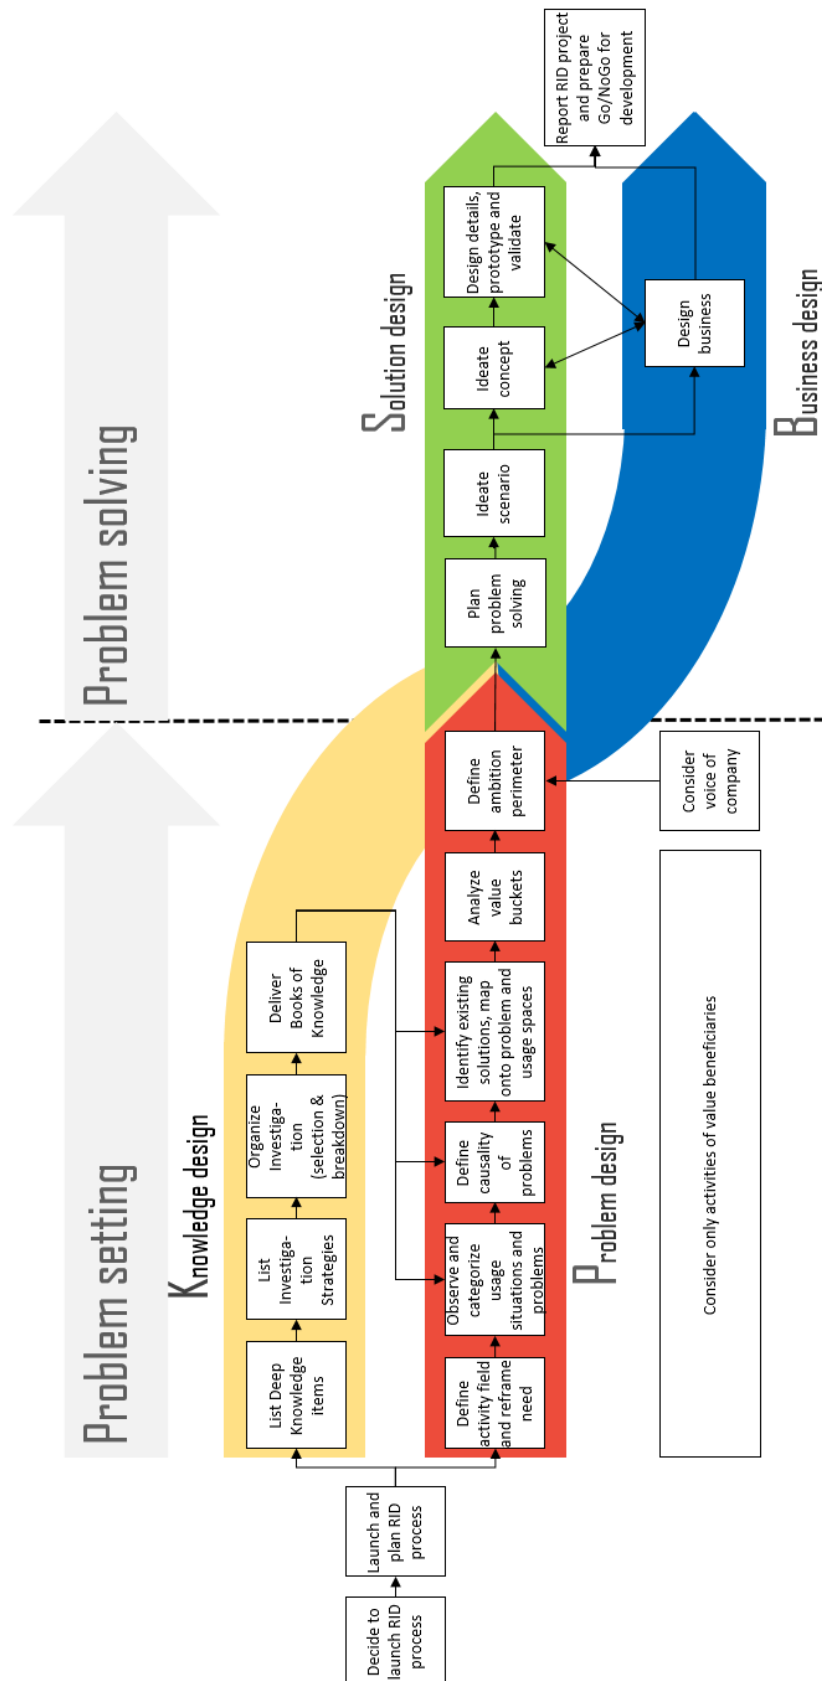 Problem setting
Problem solving
Knowledge design
Solution design
Decide to
launch RID
process
Launch and
plan RID
process
List Deep
Knowledge
items
List
Investiga-
tion
Strategies
Organize
Investiga-
tion
(selection &
breakdown)
Deliver
Books of
Knowledge
Define
activity field
and reframe
need
Observe and
categorize
usage
situations and
problems
Define
causality
of
problems
Identify existing
solutions, map
onto problem and
usage spaces
Analyze
value
buckets
Define
ambition
perimeter
Plan
problem
solving
Ideate
scenario
Ideate
concept
Design details,
prototype and
validate
Report RID project
and prepare
Go/NoGo for
development
Problem design
Design
business
Business design
Consider only activities of value beneficiaries
Consider
voice of
company